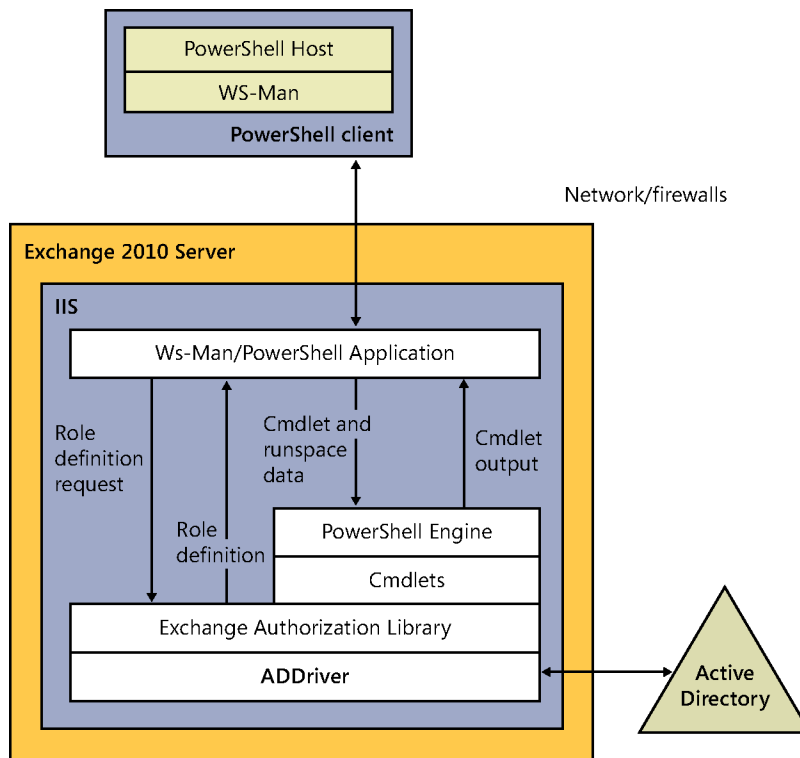 PowerShell Host
WS-Man
PowerShell client
Network/firewalls
Exchange 2010 Server
IIS
Ws-Man/PowerShell Application
Role
definition
request
Role
definition
Cmdlet and
runspace
data
Cmdlet
output
PowerShell Engine
Cmdlets
Exchange Authorization Library
ADDriver
Active
Directory